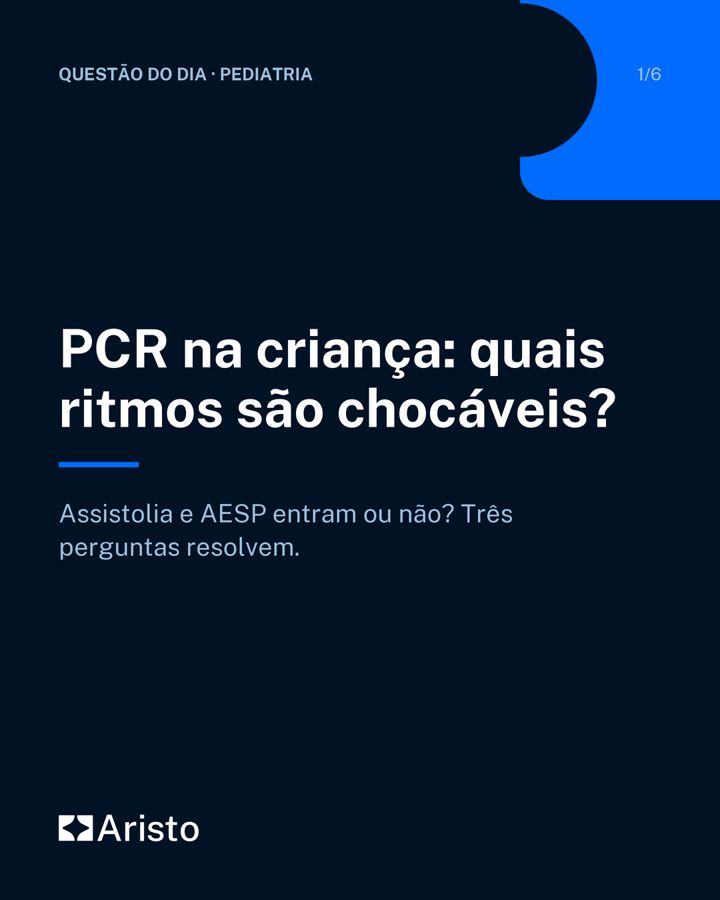 QUESTÃO DO DIA · PEDIATRIA
1/6
PCR na criança: quais
ritmos são chocáveis?
Assistolia e AESP entram ou não? Três
perguntas resolvem.
Aristo